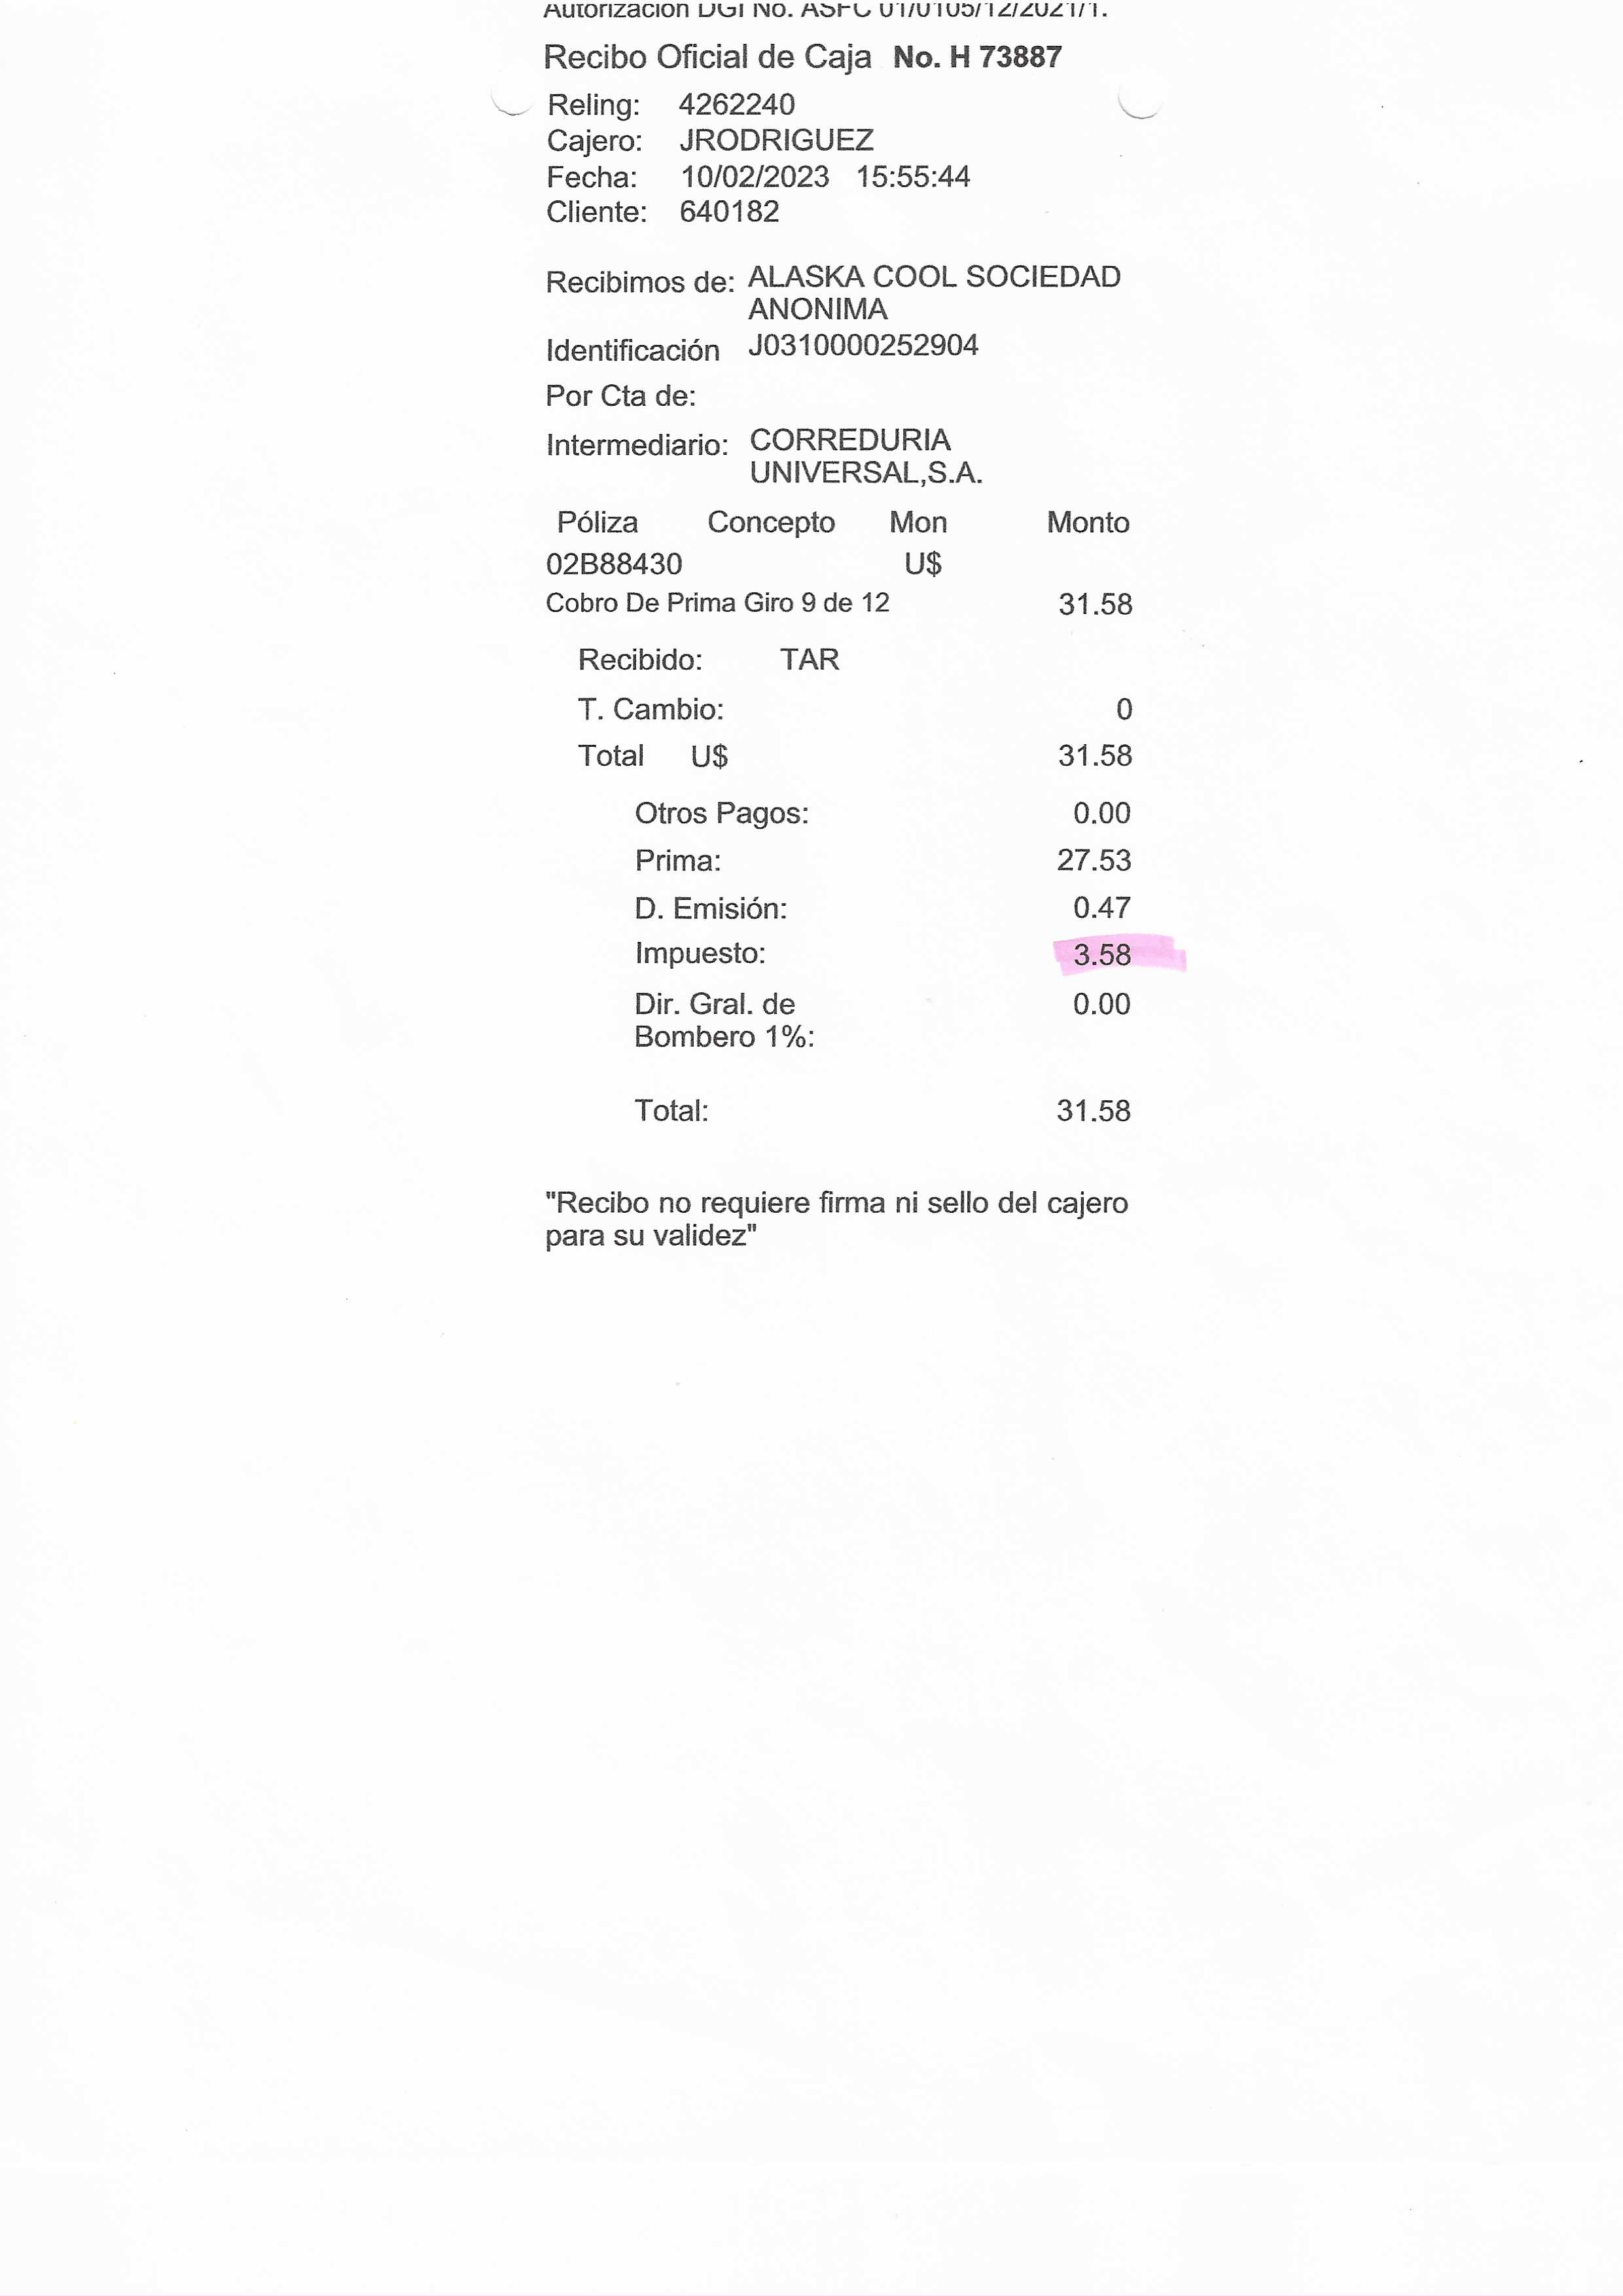 Autorización DGI No. ASFC 01/0105/12/2021/1.
Recibo Oficial de Caja No. H 73887
Reling: 4262240
Cajero: JRODRIGUEZ
Fecha: 10/02/2023 15:55:44
Cliente: 640182
Recibimos de: ALASKA COOL SOCIEDAD
ANONIMA
Identificación J0310000252904
Por Cta de:
Intermediario: CORREDURIA
UNIVERSAL,S.A.
Póliza Concepto Mon Monto
02B88430 U$
Cobro De Prima Giro 9 de 12 31.58
Recibido: TAR
T. Cambio: 0
Total U$ 31.58
Otros Pagos: 0.00
Prima: 27.53
D. Emisión: 0.47
Impuesto: 3.58
Dir. Gral. de 0.00
Bombero 1%:
Total: 31.58
"Recibo no requiere firma ni sello del cajero
para su validez"